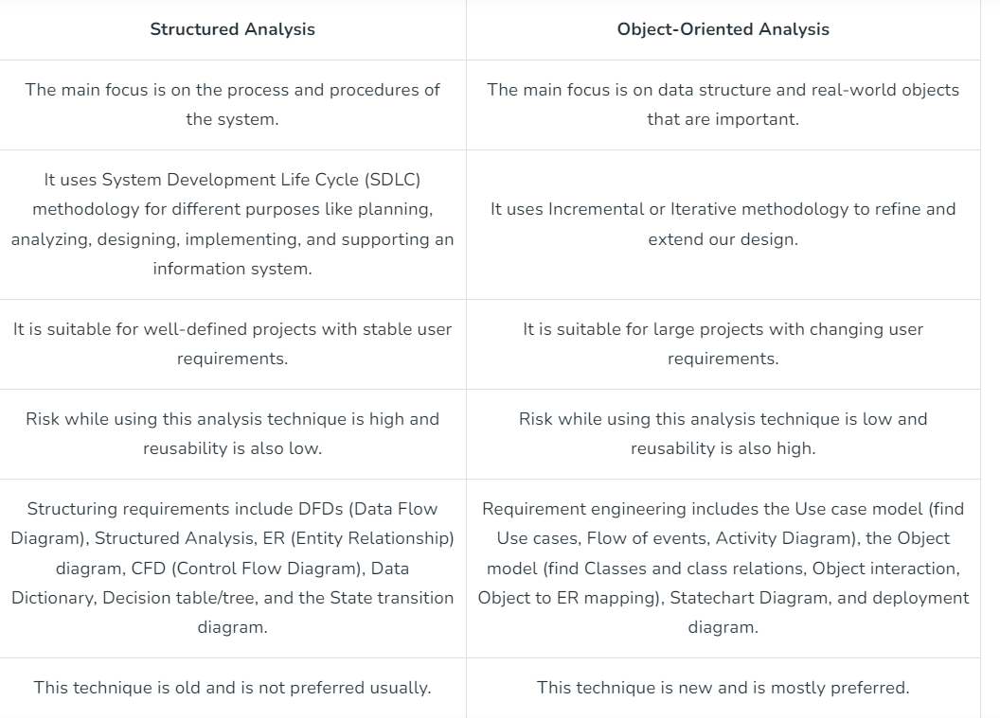 Structured Analysis
Object-Oriented Analysis
The main focus is on the process and procedures of
the system.
The main focus is on data structure and real-world objects
that are important.
It uses System Development Life Cycle (SDLC)
methodology for different purposes like planning,
analyzing, designing, implementing, and supporting an
information system.
It uses Incremental or Iterative methodology to refine and
extend our design.
It is suitable for well-defined projects with stable user
requirements.
It is suitable for large projects with changing user
requirements.
Risk while using this analysis technique is high and
reusability is also low.
Risk while using this analysis technique is low and
reusability is also high.
Structuring requirements include DFDs (Data Flow
Diagram), Structured Analysis, ER (Entity Relationship)
diagram, CFD (Control Flow Diagram), Data
Dictionary, Decision table/tree, and the State transition
diagram.
Requirement engineering includes the Use case model (find
Use cases, Flow of events, Activity Diagram), the Object
model (find Classes and class relations, Object interaction,
Object to ER mapping), Statechart Diagram, and deployment
diagram.
This technique is old and is not preferred usually.
This technique is new and is mostly preferred.